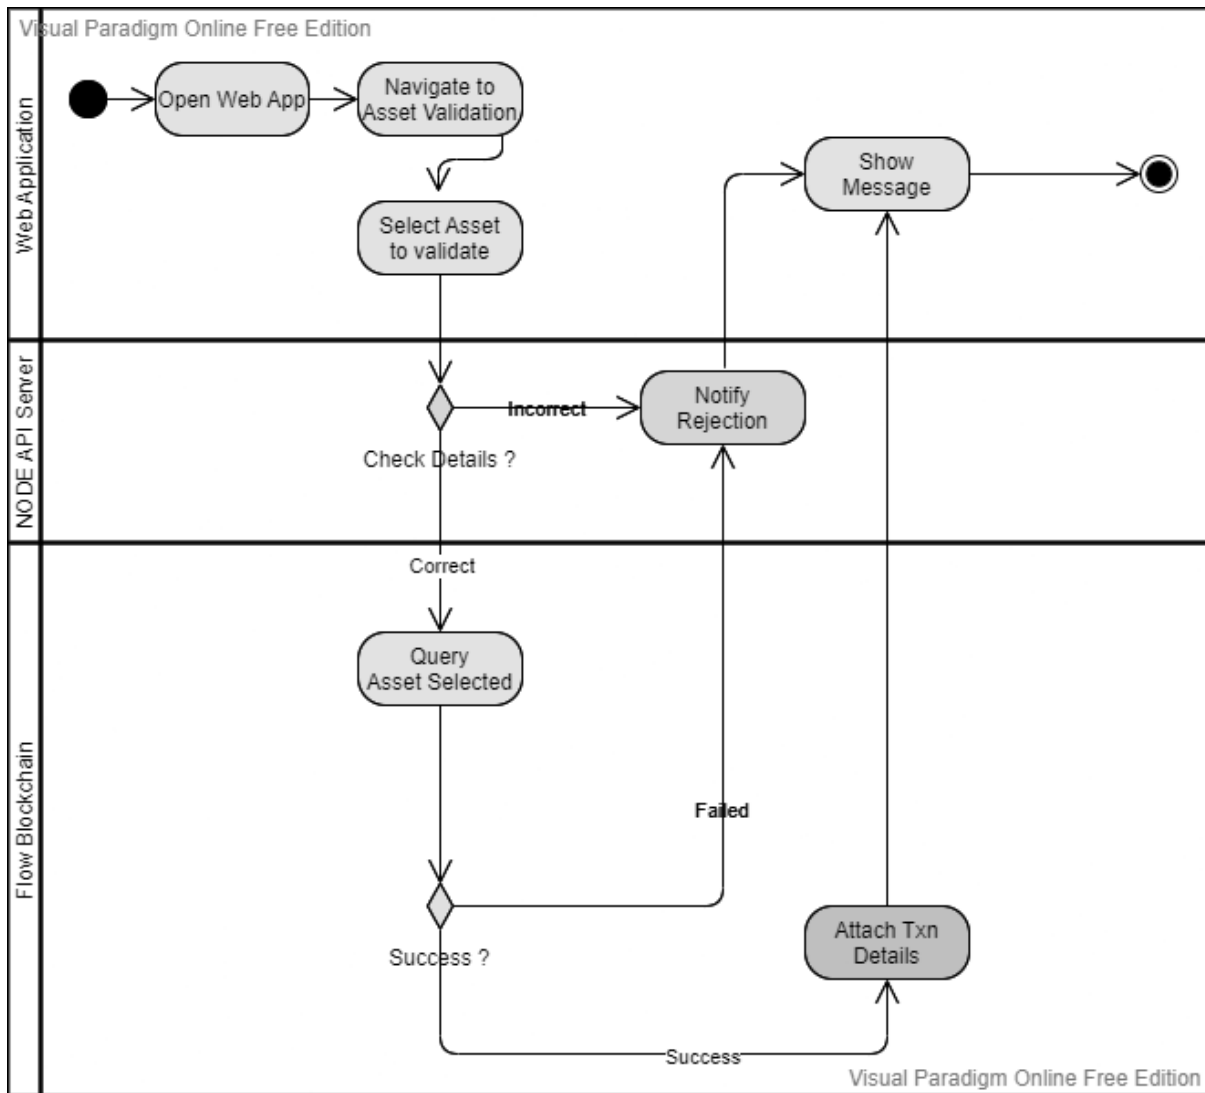 Visual Paradigm Online Free Edition
Web Application
Open Web App
Navigate to
Asset Validation
Select Asset
to validate
Show
Message
NODE API Server
Incorrect
Check Details ?
Notify
Rejection
Flow Blockchain
Correct
Query
Asset Selected
Failed
Success ?
Attach Txn
Details
Success
Visual Paradigm Online Free Edition